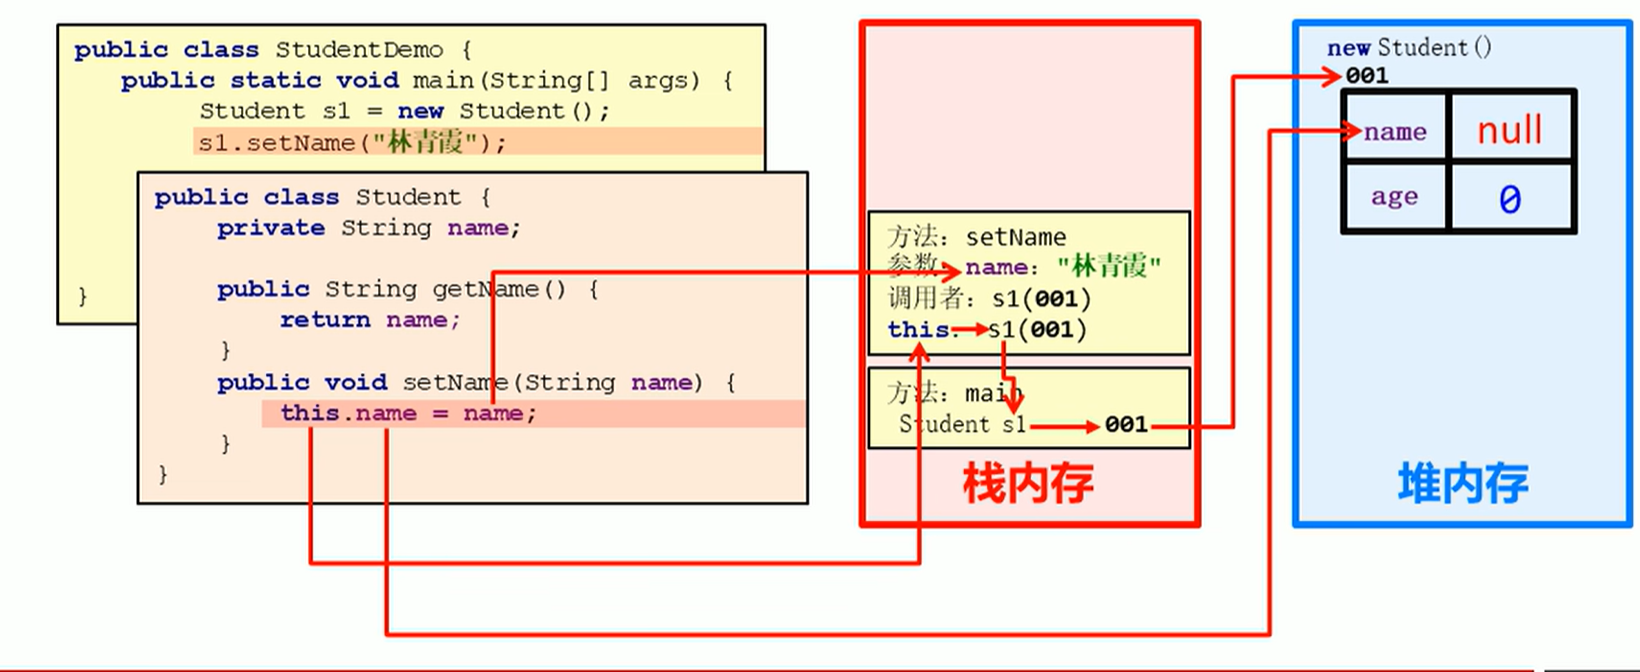 public class StudentDemo {
public static void main(String[] args) {
Student s1 = new Student();
s1.setName("林青霞");
}
public class Student {
private String name;
public String getName() {
return name;
}
public void setName(String name) {
this.name = name;
}
}
方法：setName
参数：name："林青霞"
调用者：s1(001)
this：s1(001)
方法：main
Student s1 001
栈内存
new Student()
001
name null
age 0
堆内存